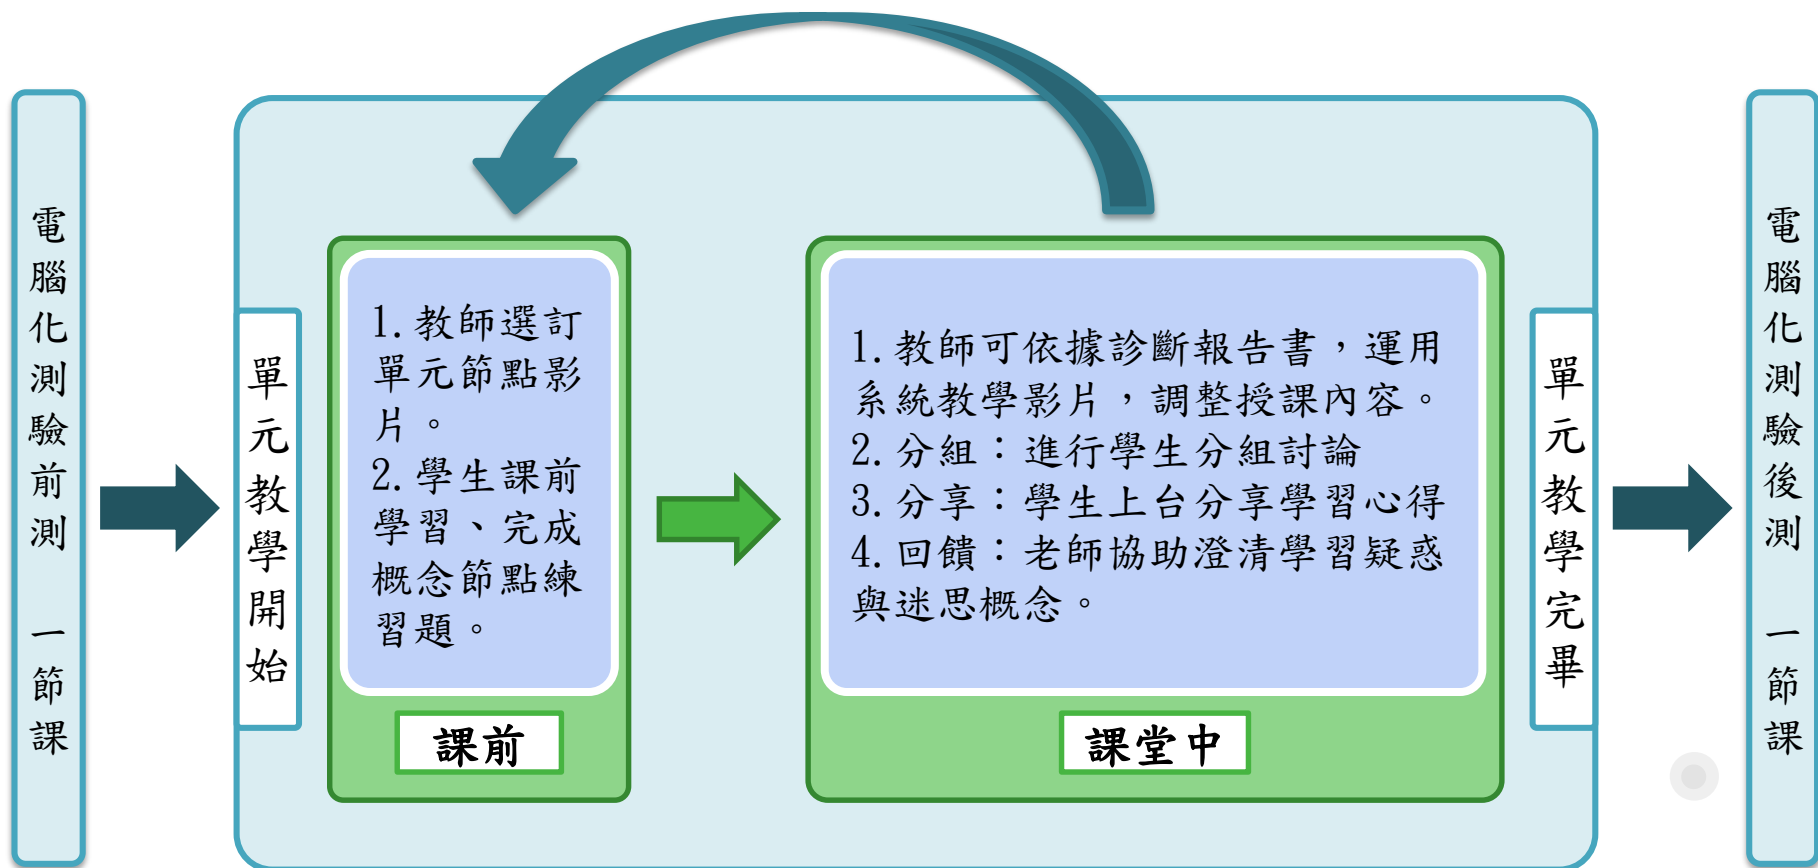 電腦化測驗前測 一節課
單元教學開始
1.教師選訂
單元節點影
片。
2.學生課前
學習、完成
概念節點練
習題。
課前
1.教師可依據診斷報告書，運用
系統教學影片，調整授課內容。
2.分組：進行學生分組討論
3.分享：學生上台分享學習心得
4.回饋：老師協助澄清學習疑惑
與迷思概念。
課堂中
單元教學完畢
電腦化測驗後測 一節課